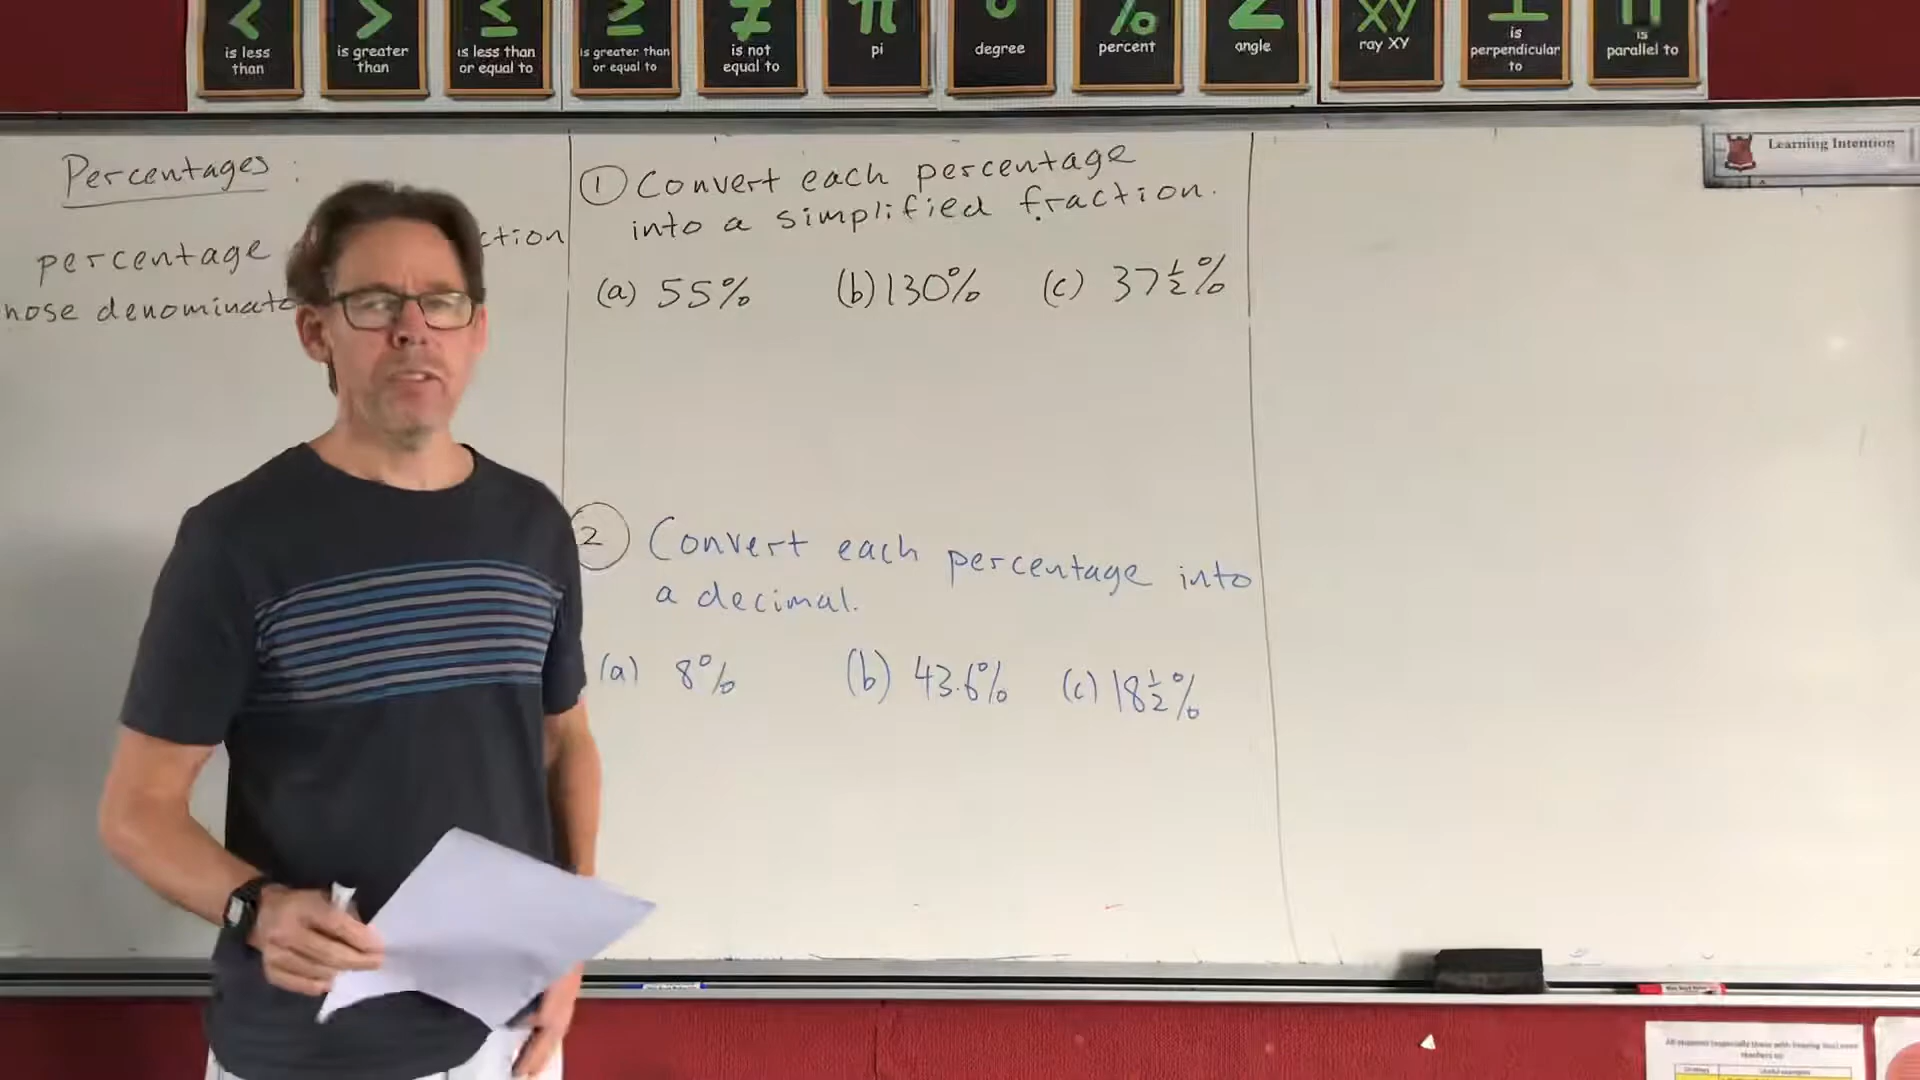 is less
than
is greater
than
is less than
or equal to
is greater than
or equal to
is not
equal to
π
pi
degree
%
percent
angle
XY
ray XY
is
perpendicular
to
is
parallel to
Learning Intention
Percentages :
percentage
ction
hose denominato
① Convert each percentage
into a simplified fraction.
(a) 55% (b) 130% (c) 37½%
② Convert each percentage into
a decimal.
(a) 8% (b) 43.6% (c) 18½%